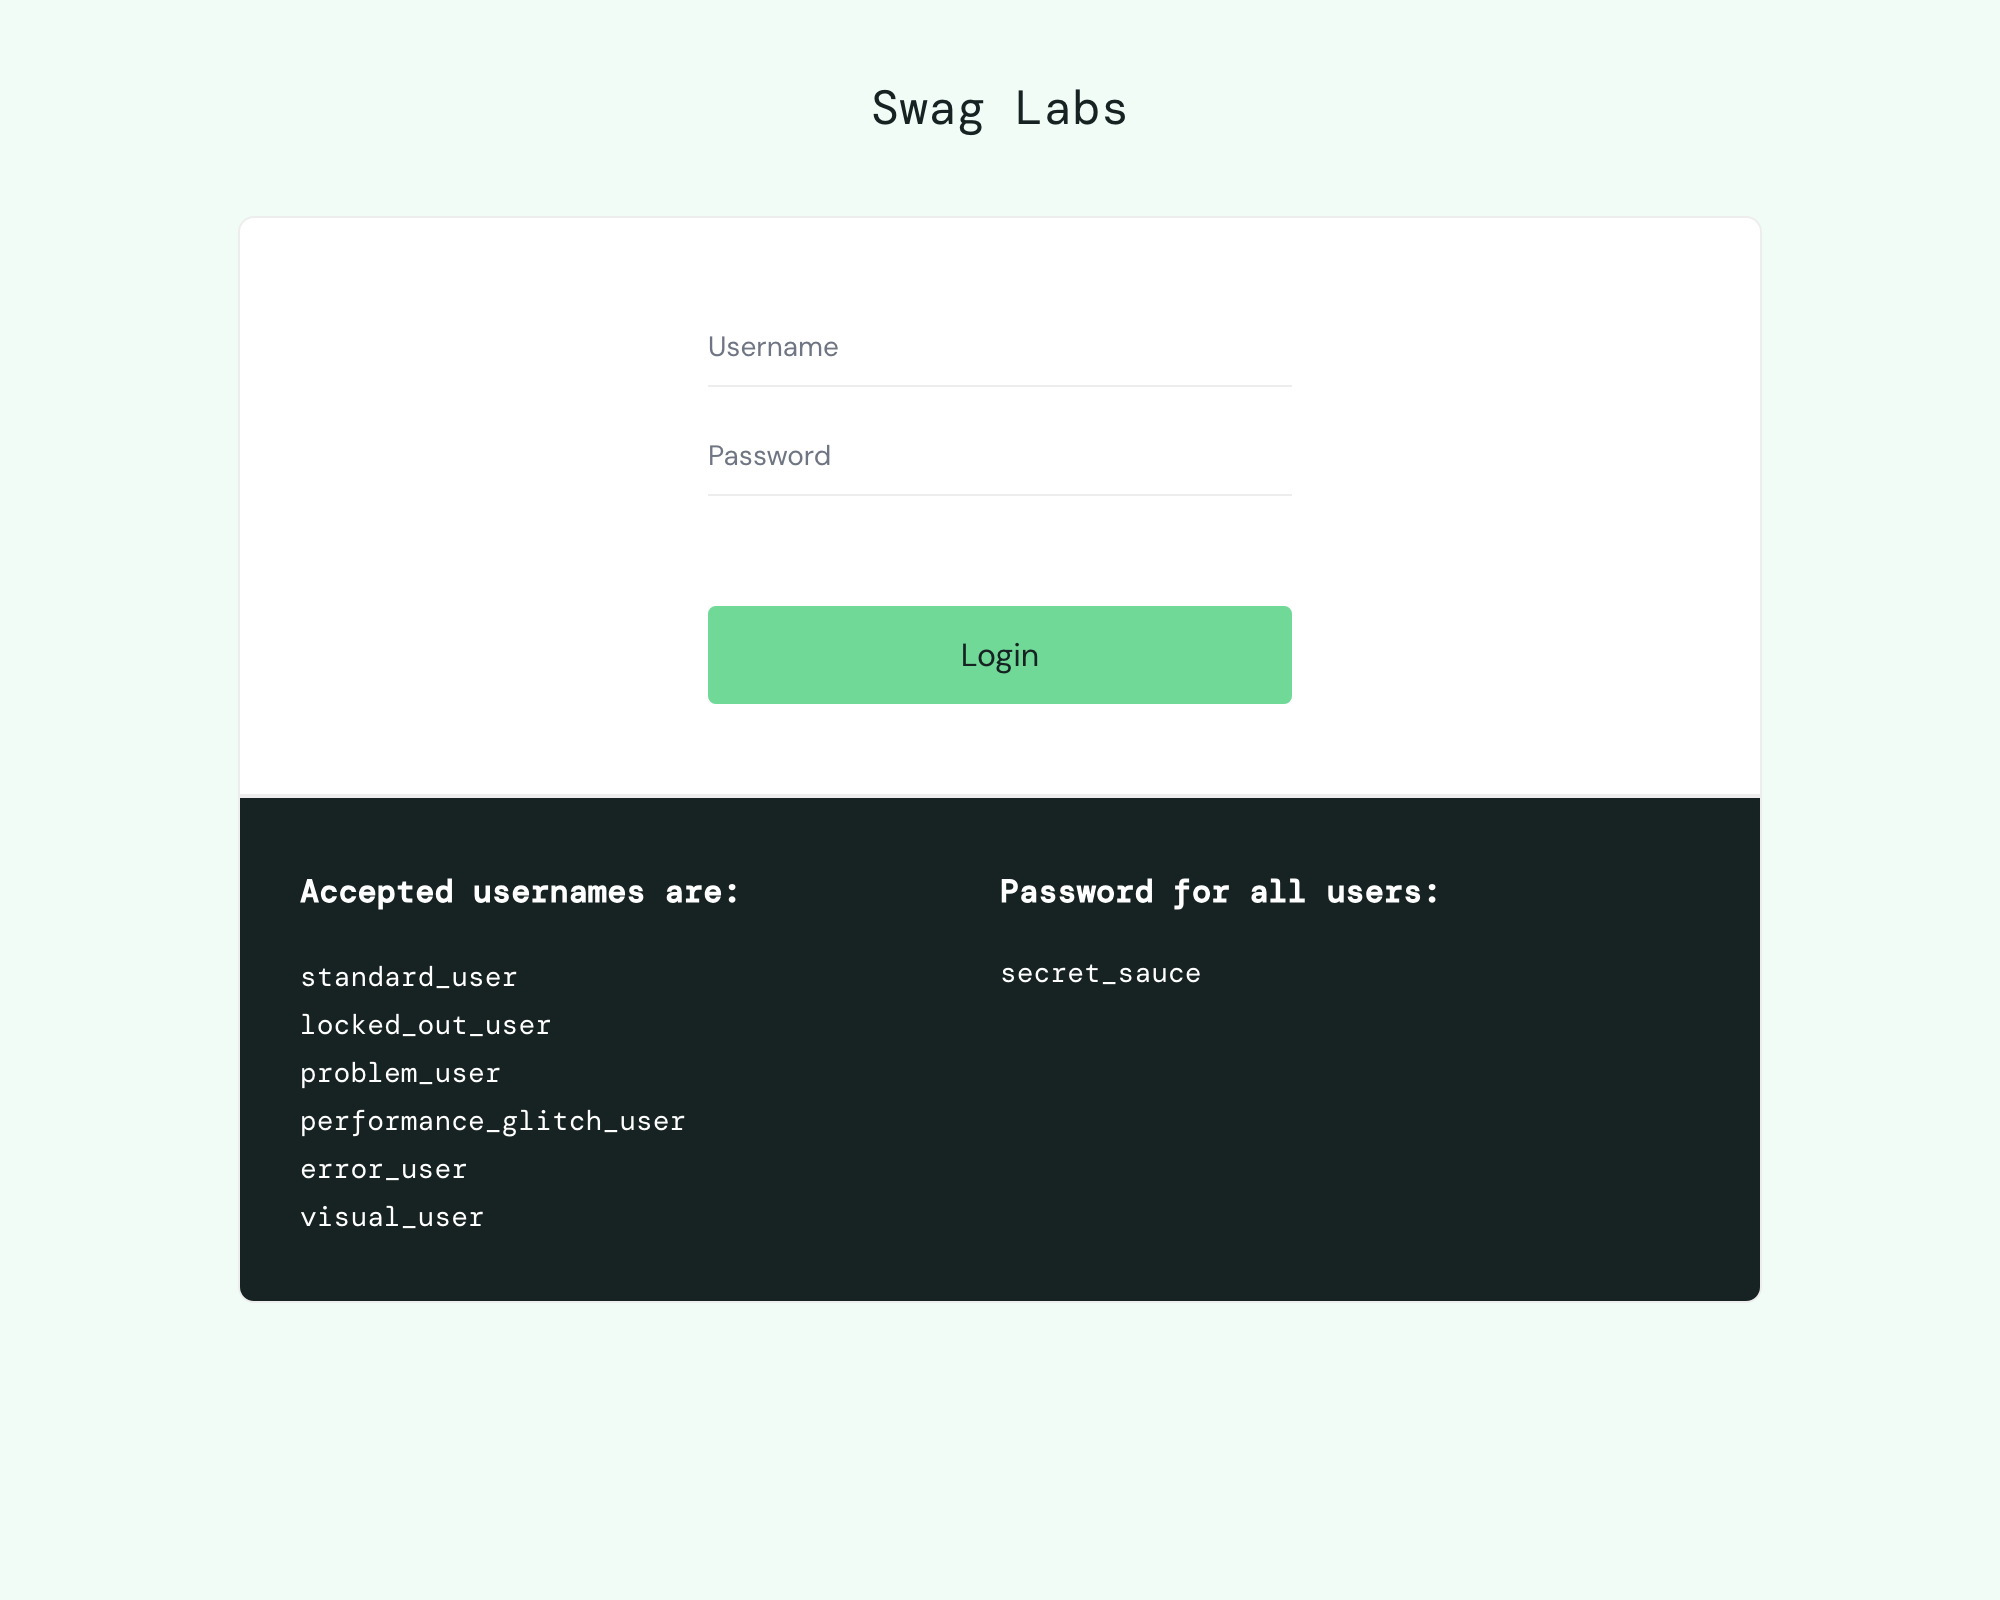 Swag Labs
Username
Password
Login
Accepted usernames are:
standard_user
locked_out_user
problem_user
performance_glitch_user
error_user
visual_user
Password for all users:
secret_sauce